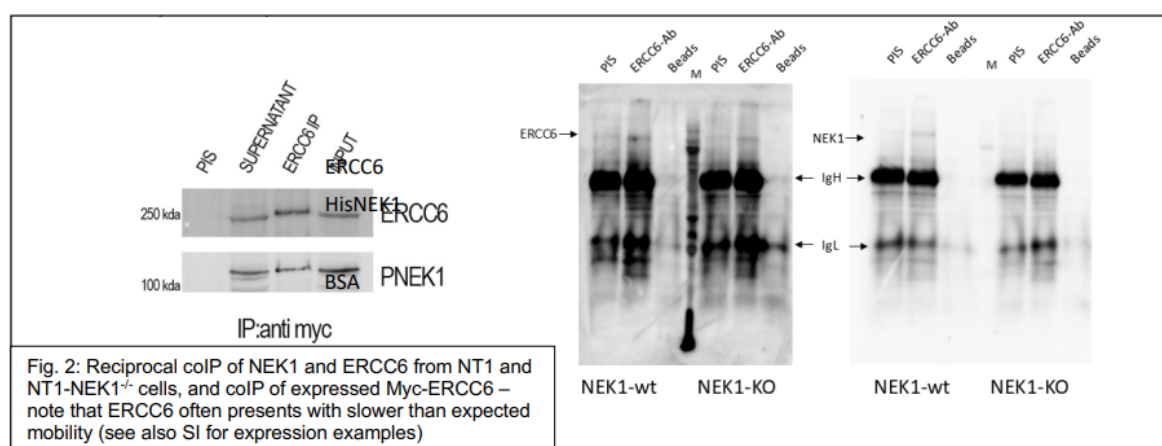 PIS
SUPERNATANT
ERCC6 IP
INPUT
ERCC6
HisNEK1
BSA
250 kda
ERCC6
100 kda
PNEK1
IP:anti myc
Fig. 2: Reciprocal coIP of NEK1 and ERCC6 from NT1 and
NT1-NEK1-/- cells, and coIP of expressed Myc-ERCC6 –
note that ERCC6 often presents with slower than expected
mobility (see also SI for expression examples)
PIS ERCC6-Ab Beads M PIS ERCC6-Ab Beads
ERCC6
IgH
IgL
NEK1-wt NEK1-KO
PIS ERCC6-Ab Beads M PIS ERCC6-Ab Beads
NEK1
NEK1-wt NEK1-KO